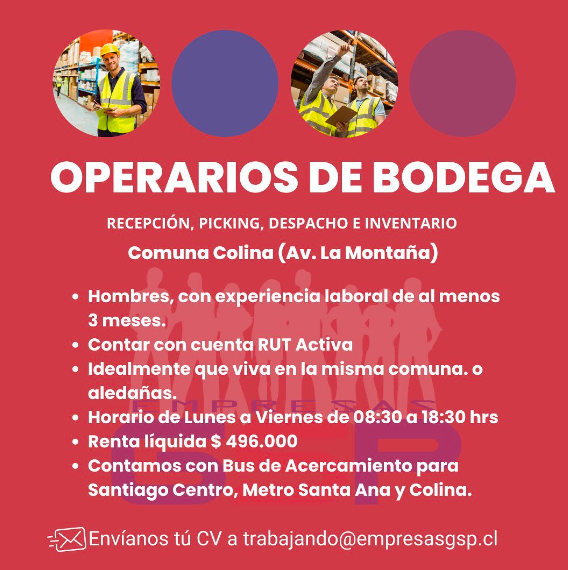 OPERARIOS DE BODEGA
RECEPCIÓN, PICKING, DESPACHO E INVENTARIO
Comuna Colina (Av. La Montaña)
• Hombres, con experiencia laboral de al menos
3 meses.
• Contar con cuenta RUT Activa
• Idealmente que viva en la misma comuna. o
aledañas.
EMPRESAS
• Horario de Lunes a Viernes de 08:30 a 18:30 hrs
• Renta líquida $ 496.000
• Contamos con Bus de Acercamiento para
Santiago Centro, Metro Santa Ana y Colina.
Envíanos tú CV a trabajando@empresasgsp.cl